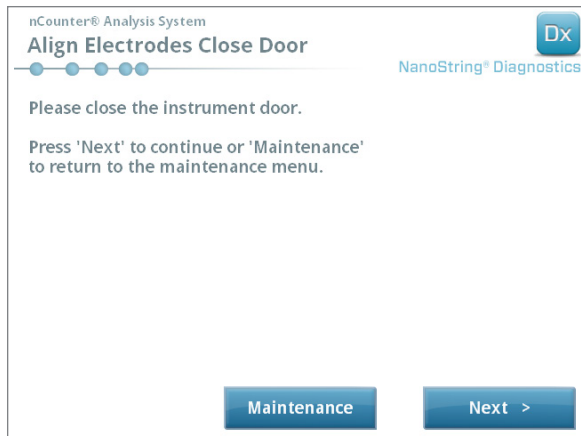 nCounter® Analysis System
Align Electrodes Close Door
Dx
NanoString® Diagnostics
Please close the instrument door.
Press 'Next' to continue or 'Maintenance'
to return to the maintenance menu.
Maintenance
Next >